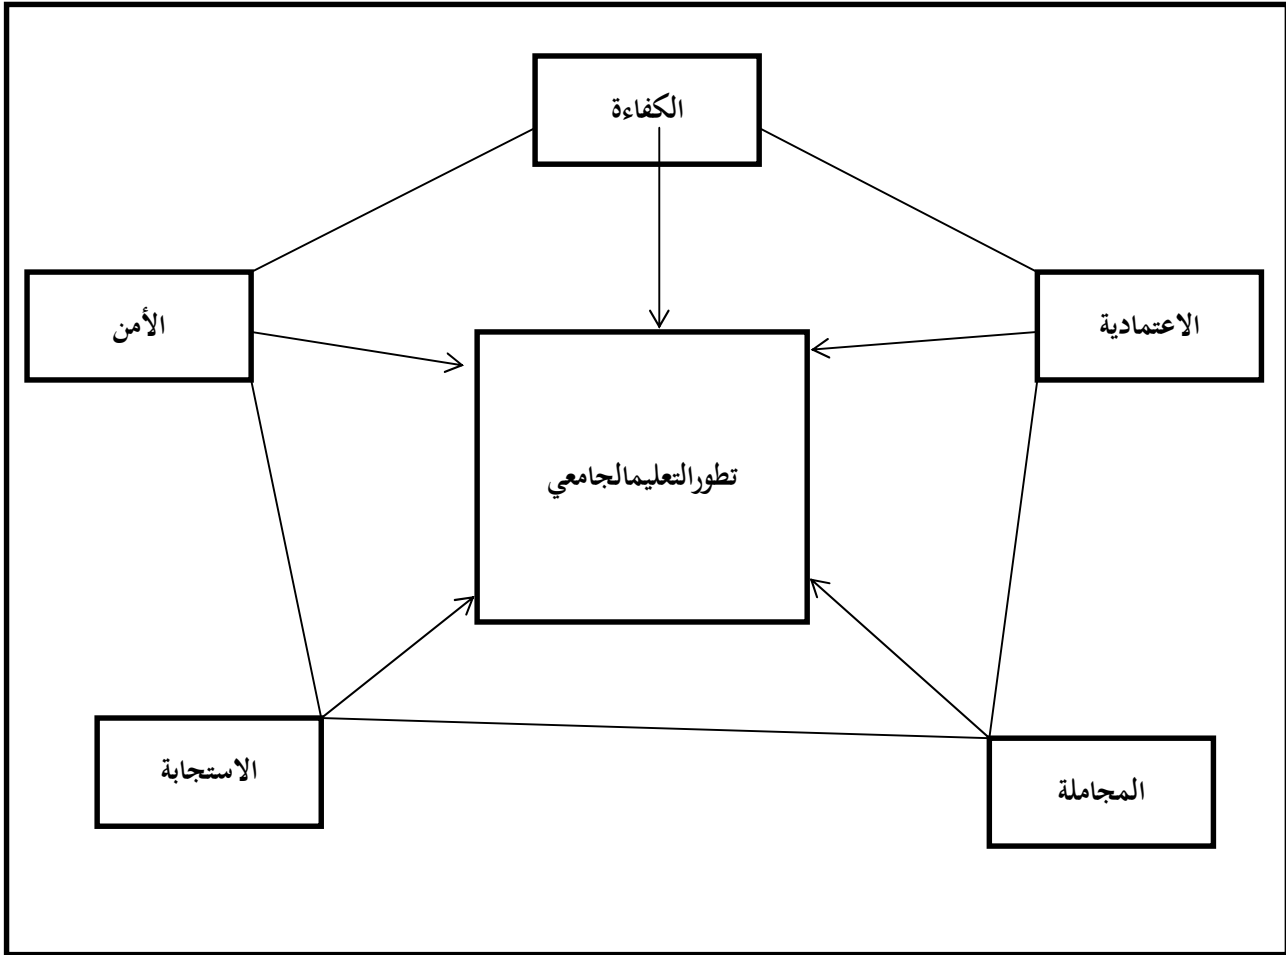 الكفاءة
الاعتمادية
الأمن
تطورالتعليمالجامعي
الاستجابة
المجاملة